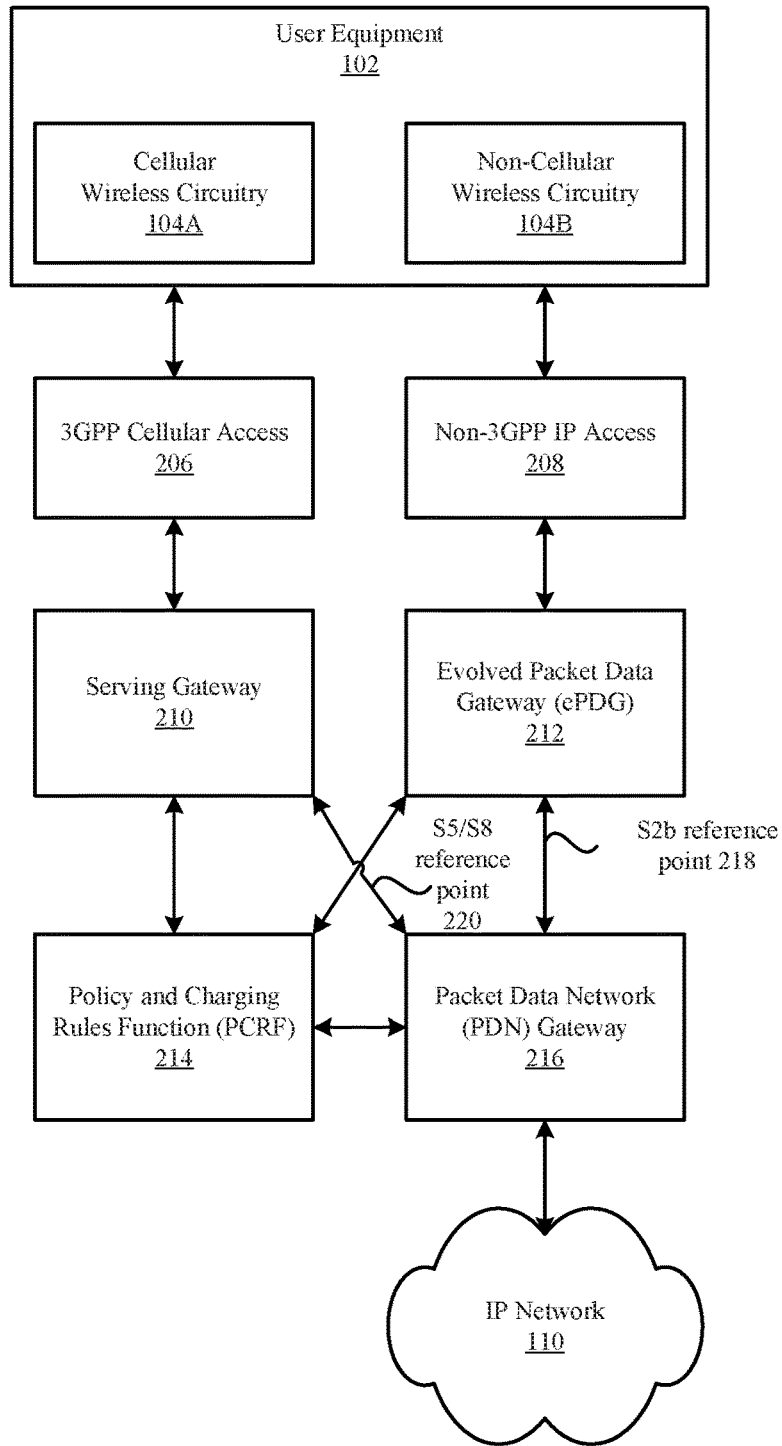 User Equipment
102
Cellular
Wireless Circuitry
104A
Non-Cellular
Wireless Circuitry
104B
3GPP Cellular Access
206
Non-3GPP IP Access
208
Serving Gateway
210
Evolved Packet Data
Gateway (ePDG)
212
S5/S8
reference
point
220
S2b reference
point 218
Policy and Charging
Rules Function (PCRF)
214
Packet Data Network
(PDN) Gateway
216
IP Network
110